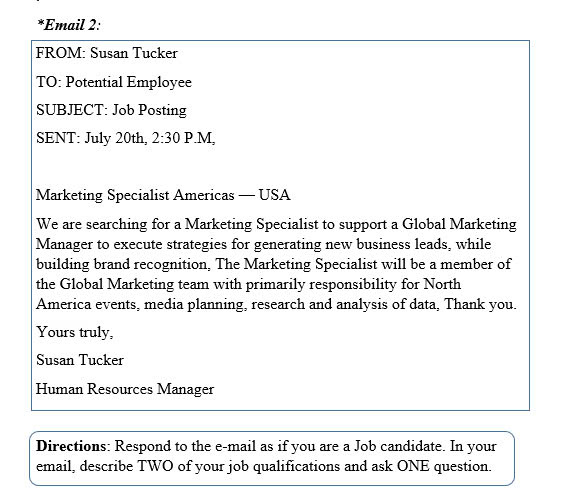 *Email 2:
FROM: Susan Tucker
TO: Potential Employee
SUBJECT: Job Posting
SENT: July 20th, 2:30 P.M,
Marketing Specialist Americas — USA
We are searching for a Marketing Specialist to support a Global Marketing
Manager to execute strategies for generating new business leads, while
building brand recognition, The Marketing Specialist will be a member of
the Global Marketing team with primarily responsibility for North
America events, media planning, research and analysis of data, Thank you.
Yours truly,
Susan Tucker
Human Resources Manager
Directions: Respond to the e-mail as if you are a Job candidate. In your
email, describe TWO of your job qualifications and ask ONE question.